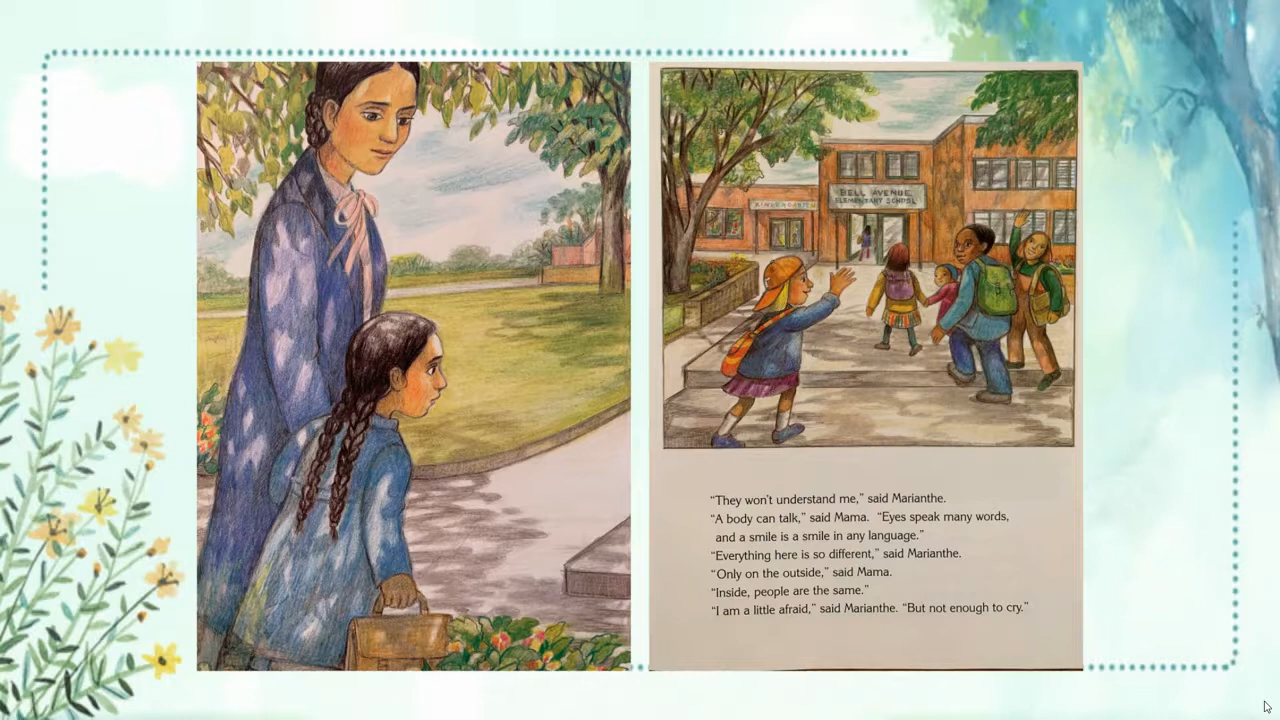 KINDERGARTEN
BELL AVENUE
ELEMENTARY SCHOOL
“They won’t understand me,” said Marianthe.
“A body can talk,” said Mama.  “Eyes speak many words,
and a smile is a smile in any language.”
“Everything here is so different,” said Marianthe.
“Only on the outside,” said Mama.
“Inside, people are the same.”
“I am a little afraid,” said Marianthe. “But not enough to cry.”